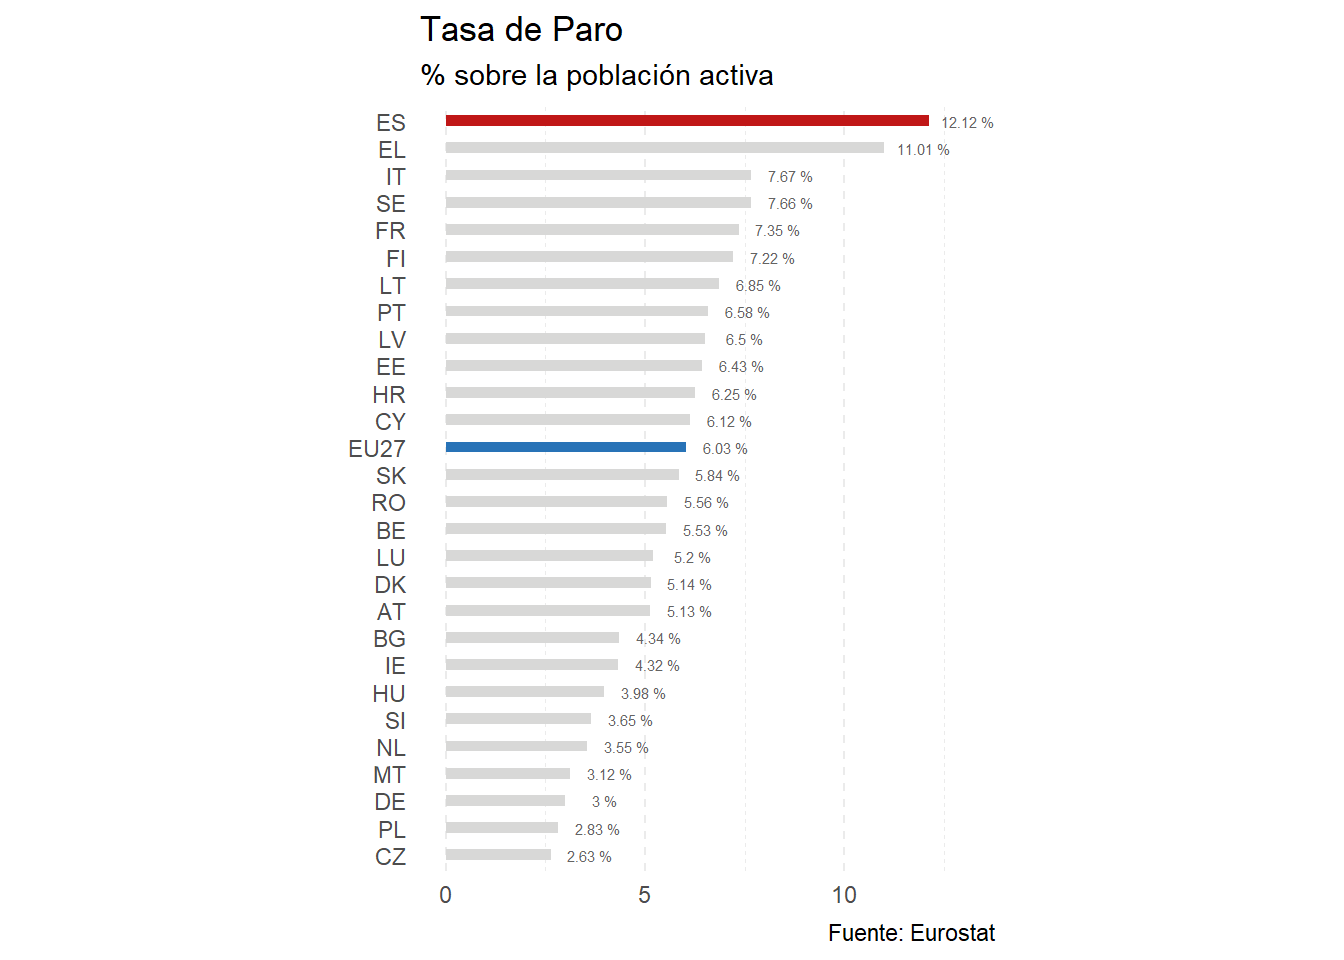 Tasa de Paro
% sobre la población activa
ES 12.12 %
EL 11.01 %
IT 7.67 %
SE 7.66 %
FR 7.35 %
FI 7.22 %
LT 6.85 %
PT 6.58 %
LV 6.5 %
EE 6.43 %
HR 6.25 %
CY 6.12 %
EU27 6.03 %
SK 5.84 %
RO 5.56 %
BE 5.53 %
LU 5.2 %
DK 5.14 %
AT 5.13 %
BG 4.34 %
IE 4.32 %
HU 3.98 %
SI 3.65 %
NL 3.55 %
MT 3.12 %
DE 3 %
PL 2.83 %
CZ 2.63 %
0 5 10
Fuente: Eurostat